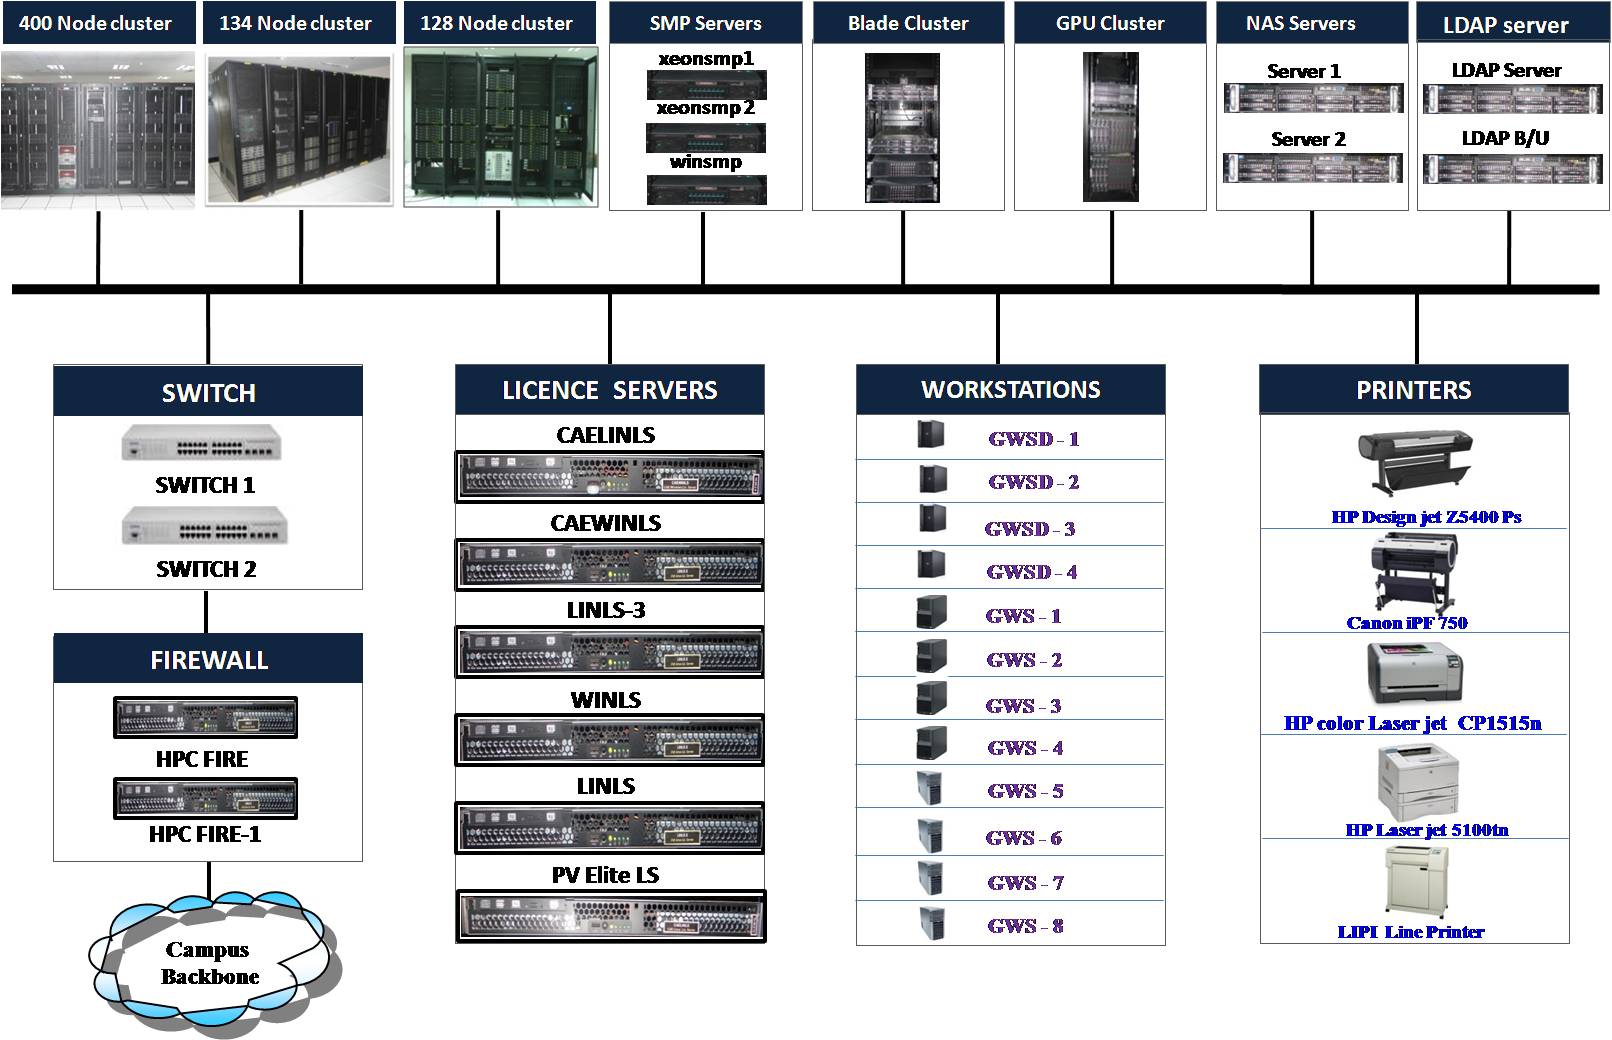 400 Node cluster
134 Node cluster
128 Node cluster
SMP Servers
Blade Cluster
GPU Cluster
NAS Servers
LDAP server
xeonsmp1
xeonsmp 2
winsmp
Server 1
Server 2
LDAP Server
LDAP B/U
SWITCH
SWITCH 1
SWITCH 2
FIREWALL
HPC FIRE
HPC FIRE-1
Campus
Backbone
LICENCE SERVERS
CAELINLS
CAEWINLS
LINLS-3
WINLS
LINLS
PV Elite LS
WORKSTATIONS
GWSD - 1
GWSD - 2
GWSD - 3
GWSD - 4
GWS - 1
GWS - 2
GWS - 3
GWS - 4
GWS - 5
GWS - 6
GWS - 7
GWS - 8
PRINTERS
HP Design jet Z5400 Ps
Canon iPF 750
HP color Laser jet CP1515n
HP Laser jet 5100tn
LIPI Line Printer